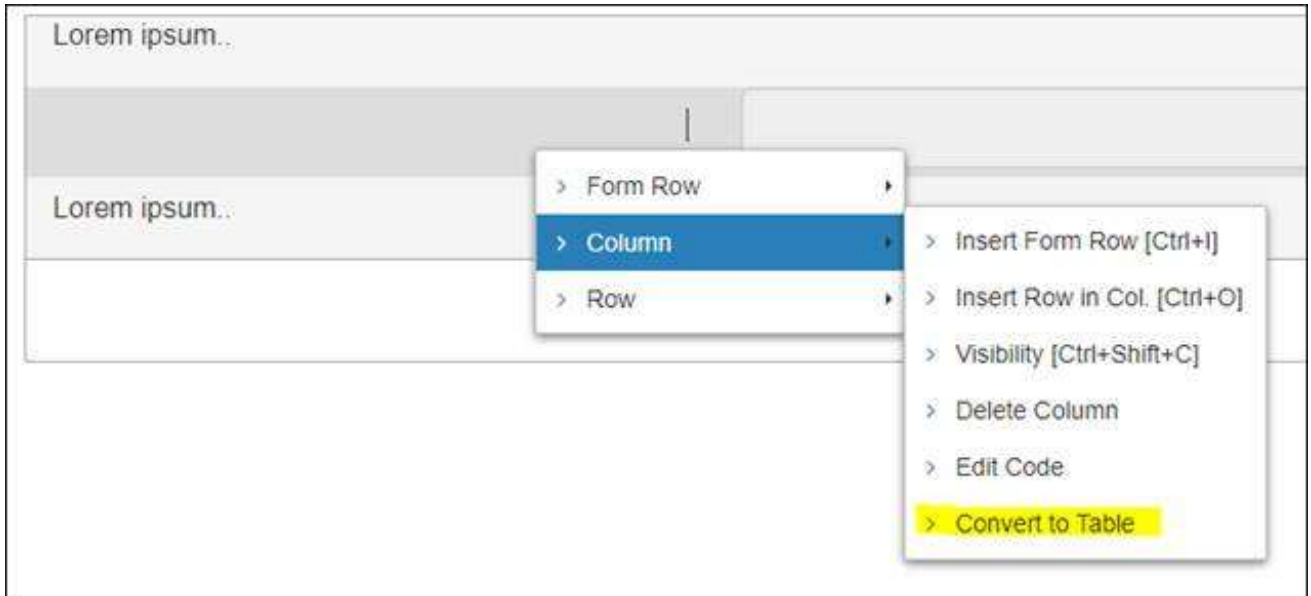 Lorem ipsum..
Lorem ipsum..
Form Row
Column
Row
Insert Form Row [Ctrl+I]
Insert Row in Col. [Ctrl+O]
Visibility [Ctrl+Shift+C]
Delete Column
Edit Code
Convert to Table